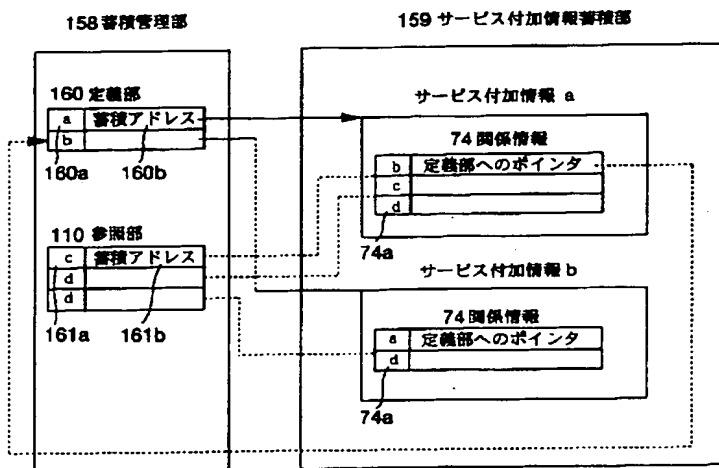 158 蓄積管理部
159 サービス付加情報蓄積部
160 定義部
a 蓄積アドレス
b
160a 160b
110 参照部
c 蓄積アドレス
d
d
161a 161b
サービス付加情報 a
74 関係情報
b 定義部へのポインタ
c
d
74a
サービス付加情報 b
74 関係情報
a 定義部へのポインタ
d
74a